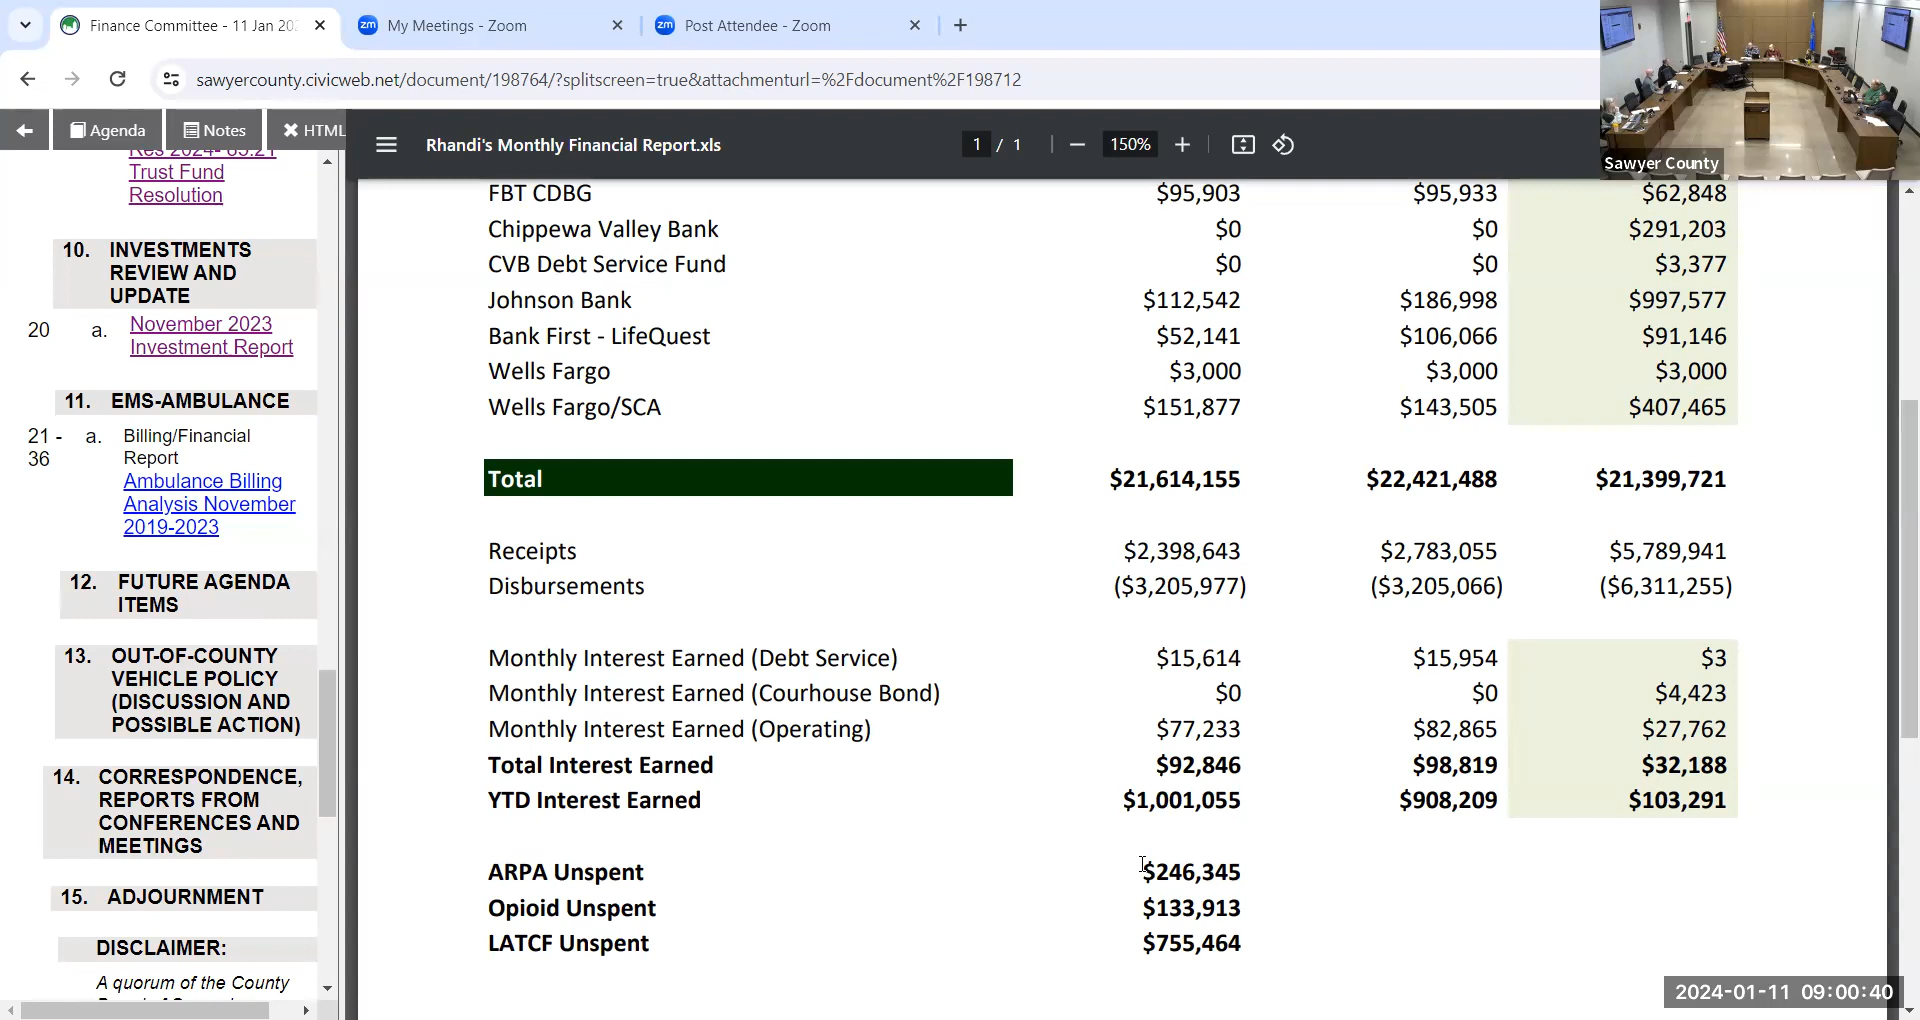 Finance Committee - 11 Jan 202
My Meetings - Zoom
Post Attendee - Zoom
sawyercounty.civicweb.net/document/198764/?splitscreen=true&attachmenturl=%2Fdocument%2F198712
Agenda
Notes
HTML
Rhandi's Monthly Financial Report.xls
1 / 1
150%
Sawyer County
Trust Fund
Resolution
10. INVESTMENTS
REVIEW AND
UPDATE
20 a. November 2023
Investment Report
11. EMS-AMBULANCE
21 - a. Billing/Financial
36 Report
Ambulance Billing
Analysis November
2019-2023
12. FUTURE AGENDA
ITEMS
13. OUT-OF-COUNTY
VEHICLE POLICY
(DISCUSSION AND
POSSIBLE ACTION)
14. CORRESPONDENCE,
REPORTS FROM
CONFERENCES AND
MEETINGS
15. ADJOURNMENT
DISCLAIMER:
A quorum of the County
FBT CDBG $95,903 $95,933 $62,848
Chippewa Valley Bank $0 $0 $291,203
CVB Debt Service Fund $0 $0 $3,377
Johnson Bank $112,542 $186,998 $997,577
Bank First - LifeQuest $52,141 $106,066 $91,146
Wells Fargo $3,000 $3,000 $3,000
Wells Fargo/SCA $151,877 $143,505 $407,465
Total $21,614,155 $22,421,488 $21,399,721
Receipts $2,398,643 $2,783,055 $5,789,941
Disbursements ($3,205,977) ($3,205,066) ($6,311,255)
Monthly Interest Earned (Debt Service) $15,614 $15,954 $3
Monthly Interest Earned (Courhouse Bond) $0 $0 $4,423
Monthly Interest Earned (Operating) $77,233 $82,865 $27,762
Total Interest Earned $92,846 $98,819 $32,188
YTD Interest Earned $1,001,055 $908,209 $103,291
ARPA Unspent $246,345
Opioid Unspent $133,913
LATCF Unspent $755,464
2024-01-11 09:00:40